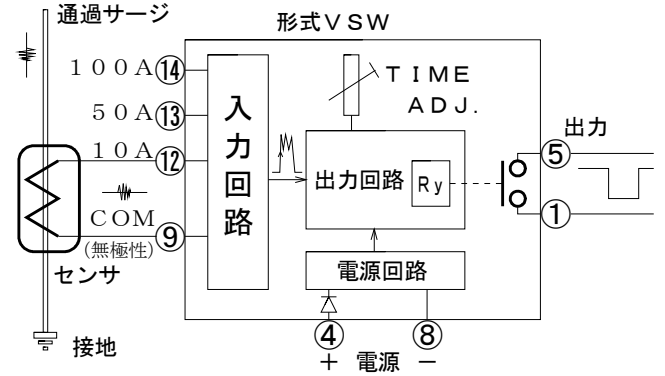 通過サージ
形式VSW
100A⑭
50A⑬
10A⑫
COM⑨
(無極性)
センサ
接地
入力回路
TIME
ADJ.
出力回路
Ry
電源回路
出力
⑤
①
④ ⑧
+ 電源 −